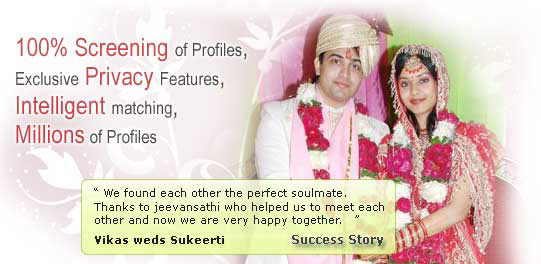 100% Screening of Profiles,
Exclusive Privacy Features,
Intelligent matching,
Millions of Profiles
“ We found each other the perfect soulmate.
Thanks to jeevansathi who helped us to meet each
other and now we are very happy together. ”
Vikas weds Sukeerti Success Story